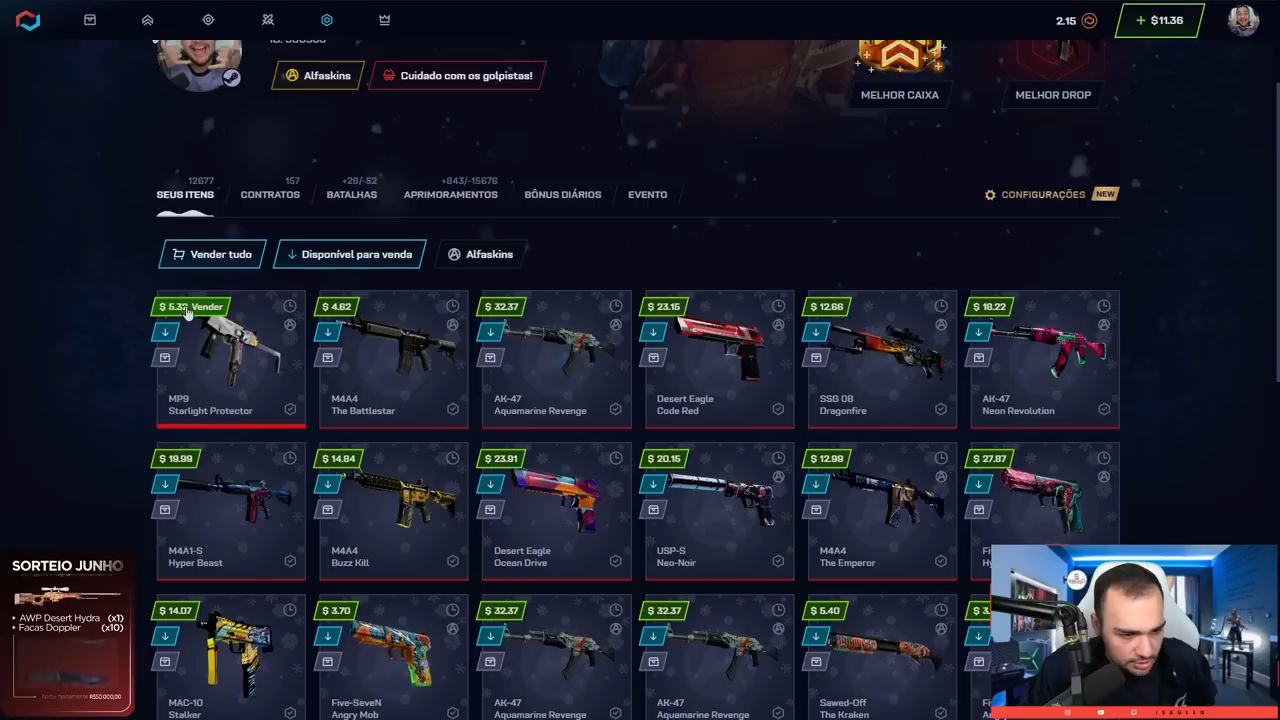 2.15
+ $11.36
Alfaskins
Cuidado com os golpistas!
MELHOR CAIXA
MELHOR DROP
12677
SEUS ITENS
157
CONTRATOS
+28/-52
BATALHAS
+843/-15676
APRIMORAMENTOS
BÔNUS DIÁRIOS
EVENTO
CONFIGURAÇÕES NEW
Vender tudo
Disponível para venda
Alfaskins
$ 5.32 Vender
MP9
Starlight Protector
$ 4.62
M4A4
The Battlestar
$ 32.37
AK-47
Aquamarine Revenge
$ 23.15
Desert Eagle
Code Red
$ 12.66
SSG 08
Dragonfire
$ 18.22
AK-47
Neon Revolution
$ 19.99
M4A1-S
Hyper Beast
$ 14.84
M4A4
Buzz Kill
$ 23.91
Desert Eagle
Ocean Drive
$ 20.15
USP-S
Neo-Noir
$ 12.99
M4A4
The Emperor
$ 27.87
$ 14.07
MAC-10
Stalker
$ 3.70
Five-SeveN
Angry Mob
$ 32.37
AK-47
Aquamarine Revenge
$ 32.37
AK-47
Aquamarine Revenge
$ 5.40
Sawed-Off
The Kraken
SORTEIO JUNHO
• AWP Desert Hydra (x1)
• Facas Doppler (x10)